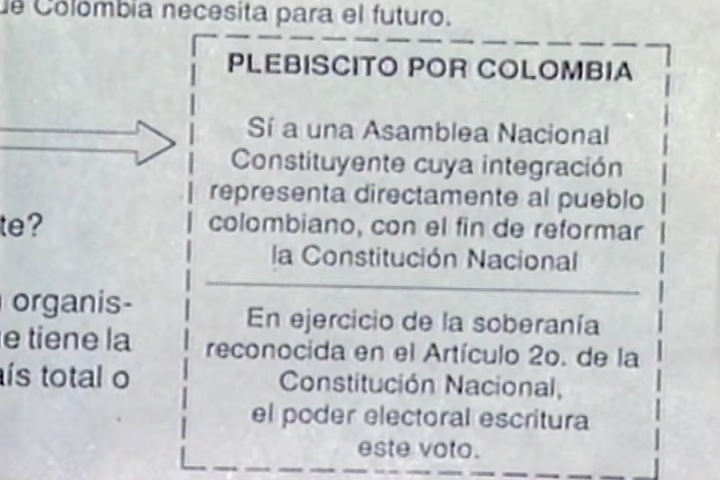 ue Colombia necesita para el futuro.
PLEBISCITO POR COLOMBIA
Sí a una Asamblea Nacional
Constituyente cuya integración
representa directamente al pueblo
colombiano, con el fin de reformar
la Constitución Nacional
En ejercicio de la soberanía
reconocida en el Artículo 2o. de la
Constitución Nacional,
el poder electoral escritura
este voto.
te?
organis-
e tiene la
aís total o